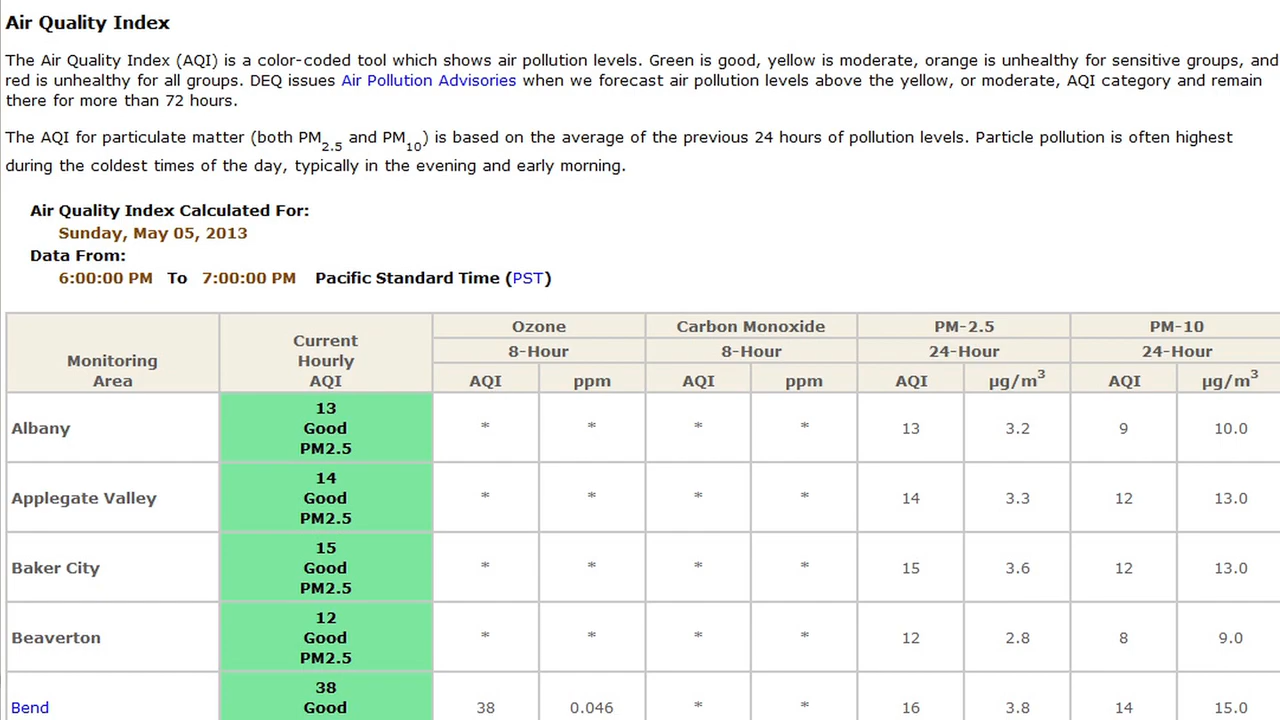 Air Quality Index
The Air Quality Index (AQI) is a color-coded tool which shows air pollution levels. Green is good, yellow is moderate, orange is unhealthy for sensitive groups, and
red is unhealthy for all groups. DEQ issues Air Pollution Advisories when we forecast air pollution levels above the yellow, or moderate, AQI category and remain
there for more than 72 hours.
The AQI for particulate matter (both PM2.5 and PM10) is based on the average of the previous 24 hours of pollution levels. Particle pollution is often highest
during the coldest times of the day, typically in the evening and early morning.
Air Quality Index Calculated For:
Sunday, May 05, 2013
Data From:
6:00:00 PM To 7:00:00 PM Pacific Standard Time (PST)
Monitoring Area Current Hourly AQI Ozone Carbon Monoxide PM-2.5 PM-10
8-Hour 8-Hour 24-Hour 24-Hour
AQI ppm AQI ppm AQI µg/m3 AQI µg/m3
Albany 13 Good PM2.5 * * * * 13 3.2 9 10.0
Applegate Valley 14 Good PM2.5 * * * * 14 3.3 12 13.0
Baker City 15 Good PM2.5 * * * * 15 3.6 12 13.0
Beaverton 12 Good PM2.5 * * * * 12 2.8 8 9.0
Bend 38 Good 38 0.046 * * 16 3.8 14 15.0